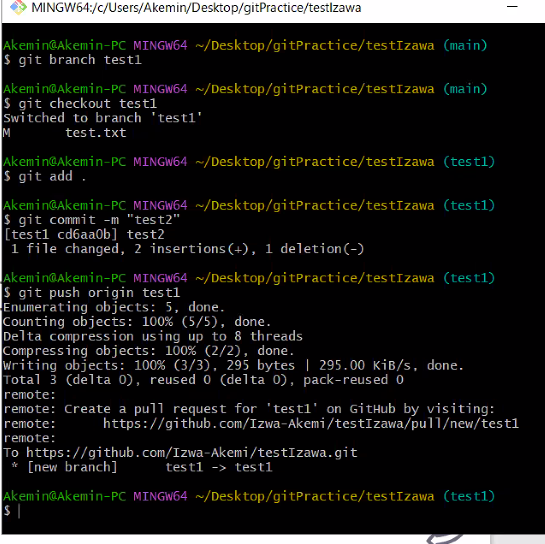 MINGW64:/c/Users/Akemin/Desktop/gitPractice/testIzawa
Akemin@Akemin-PC MINGW64 ~/Desktop/gitPractice/testIzawa (main)
$ git branch test1
Akemin@Akemin-PC MINGW64 ~/Desktop/gitPractice/testIzawa (main)
$ git checkout test1
Switched to branch 'test1'
M       test.txt
Akemin@Akemin-PC MINGW64 ~/Desktop/gitPractice/testIzawa (test1)
$ git add .
Akemin@Akemin-PC MINGW64 ~/Desktop/gitPractice/testIzawa (test1)
$ git commit -m "test2"
[test1 cd6aa0b] test2
 1 file changed, 2 insertions(+), 1 deletion(-)
Akemin@Akemin-PC MINGW64 ~/Desktop/gitPractice/testIzawa (test1)
$ git push origin test1
Enumerating objects: 5, done.
Counting objects: 100% (5/5), done.
Delta compression using up to 8 threads
Compressing objects: 100% (2/2), done.
Writing objects: 100% (3/3), 295 bytes | 295.00 KiB/s, done.
Total 3 (delta 0), reused 0 (delta 0), pack-reused 0
remote:
remote: Create a pull request for 'test1' on GitHub by visiting:
remote:      https://github.com/Izwa-Akemi/testIzawa/pull/new/test1
remote:
To https://github.com/Izwa-Akemi/testIzawa.git
 * [new branch]      test1 -> test1
Akemin@Akemin-PC MINGW64 ~/Desktop/gitPractice/testIzawa (test1)
$